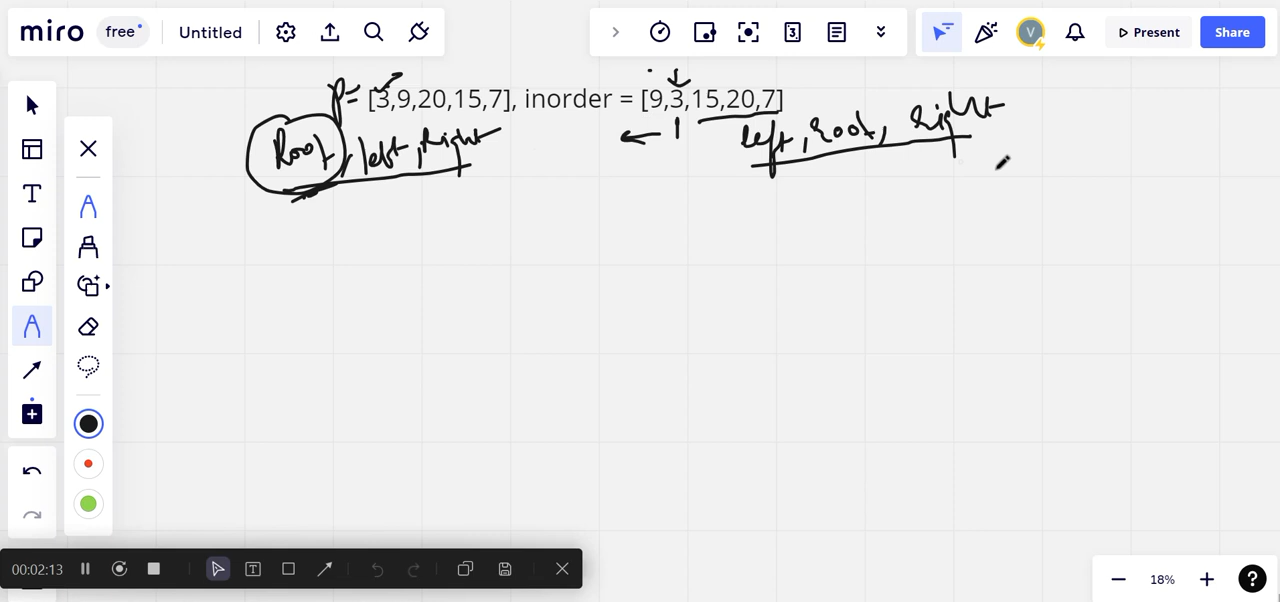 miro free Untitled Present Share
V
P= [3,9,20,15,7], inorder = [9,3,15,20,7]
Root, left, Right left, Root, Right
00:02:13
18%